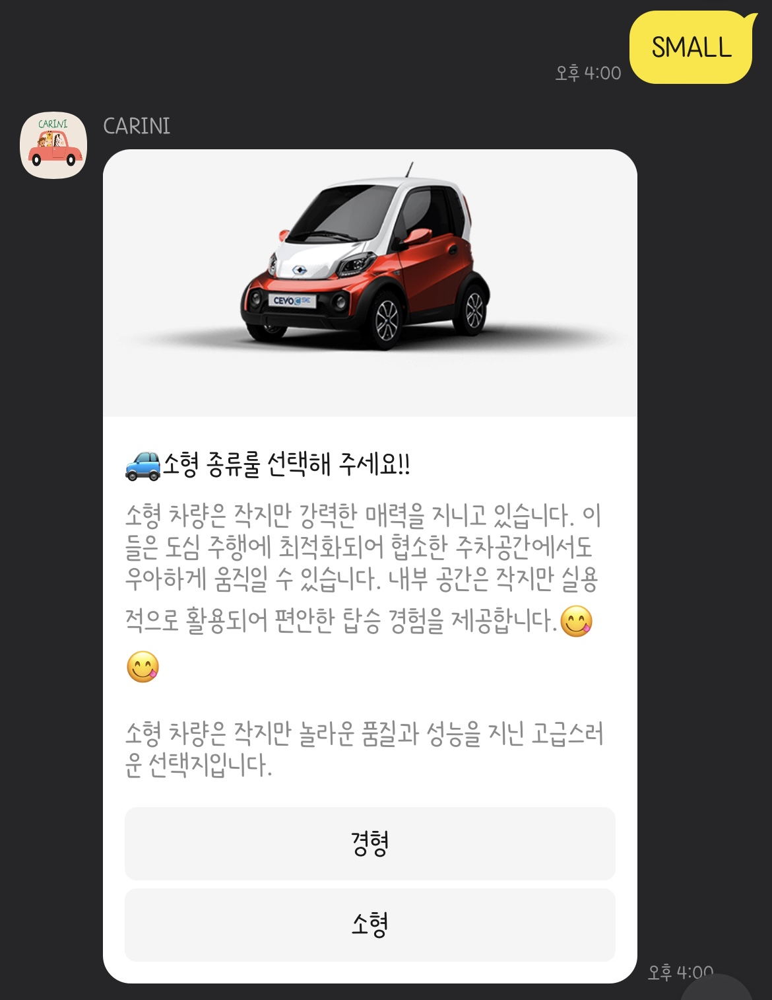 SMALL
오후 4:00
CARINI
CARINI
CEVO C SE
🚙소형 종류룰 선택해 주세요!!
소형 차량은 작지만 강력한 매력을 지니고 있습니다. 이
들은 도심 주행에 최적화되어 협소한 주차공간에서도
우아하게 움직일 수 있습니다. 내부 공간은 작지만 실용
적으로 활용되어 편안한 탑승 경험을 제공합니다.😋
😋
소형 차량은 작지만 놀라운 품질과 성능을 지닌 고급스러
운 선택지입니다.
경형
소형
오후 4:00